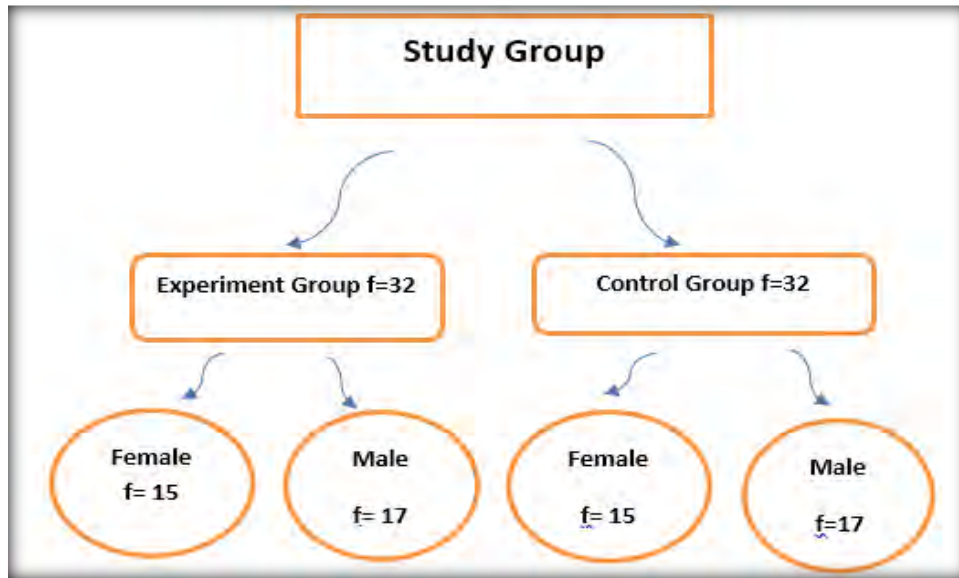 Study Group
Experiment Group f=32
Control Group f=32
Female
f= 15
Male
f= 17
Female
f= 15
Male
f=17